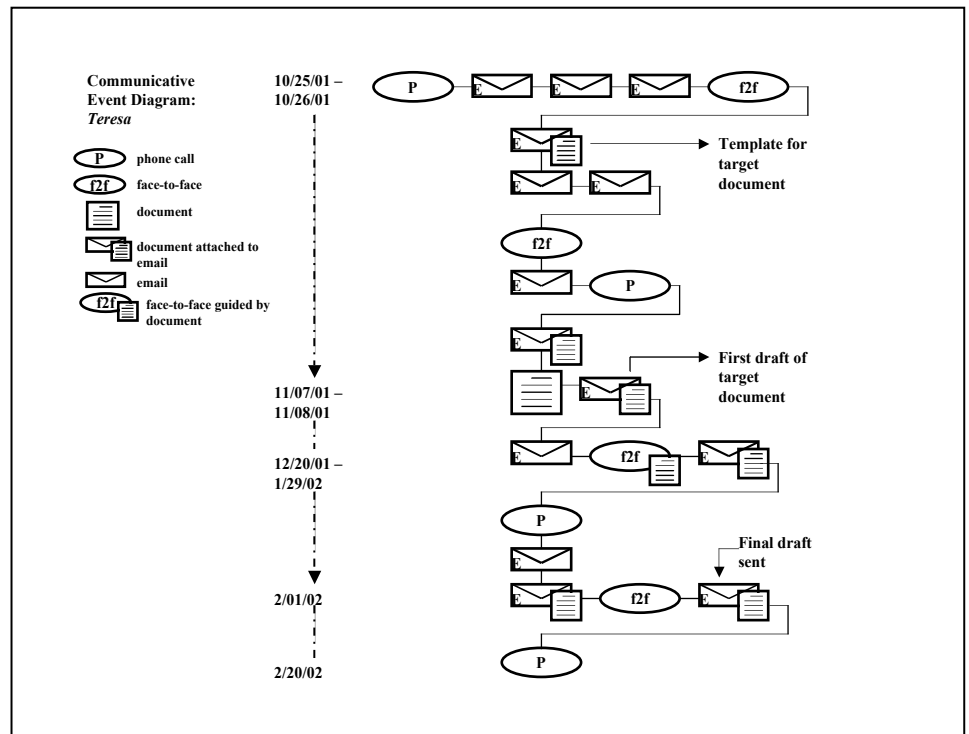 Communicative
Event Diagram:
Teresa
P phone call
f2f face-to-face
document
document attached to
email
email
f2f face-to-face guided by
document
10/25/01 –
10/26/01
P E E E f2f
E Template for
target
document
E E
f2f
E P
E
First draft of
target
document
E
11/07/01 –
11/08/01
E f2f E
12/20/01 –
1/29/02
P
E
Final draft
sent
E f2f E
2/01/02
P
2/20/02